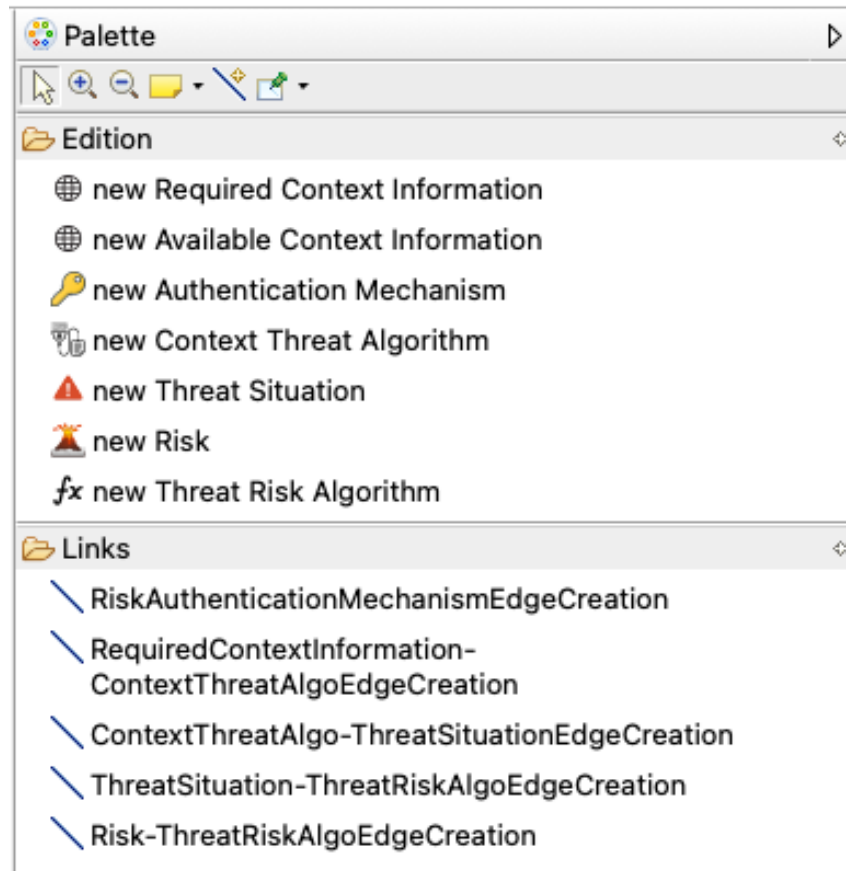 Palette
Edition
new Required Context Information
new Available Context Information
new Authentication Mechanism
new Context Threat Algorithm
new Threat Situation
new Risk
fx new Threat Risk Algorithm
Links
RiskAuthenticationMechanismEdgeCreation
RequiredContextInformation-
ContextThreatAlgoEdgeCreation
ContextThreatAlgo-ThreatSituationEdgeCreation
ThreatSituation-ThreatRiskAlgoEdgeCreation
Risk-ThreatRiskAlgoEdgeCreation